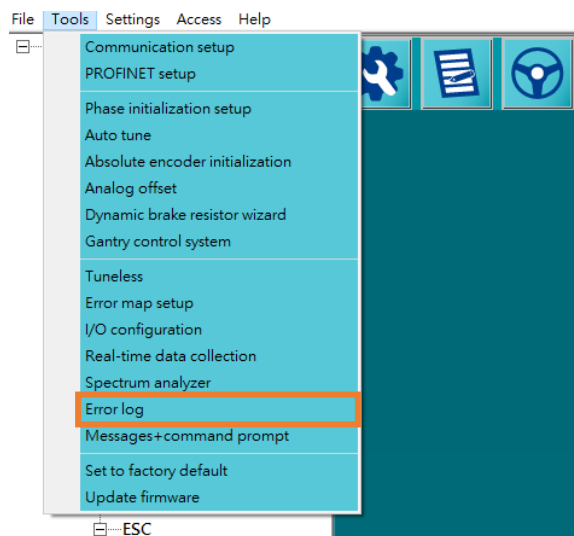 File Tools Settings Access Help
Communication setup
PROFINET setup
Phase initialization setup
Auto tune
Absolute encoder initialization
Analog offset
Dynamic brake resistor wizard
Gantry control system
Tuneless
Error map setup
I/O configuration
Real-time data collection
Spectrum analyzer
Error log
Messages+command prompt
Set to factory default
Update firmware
ESC